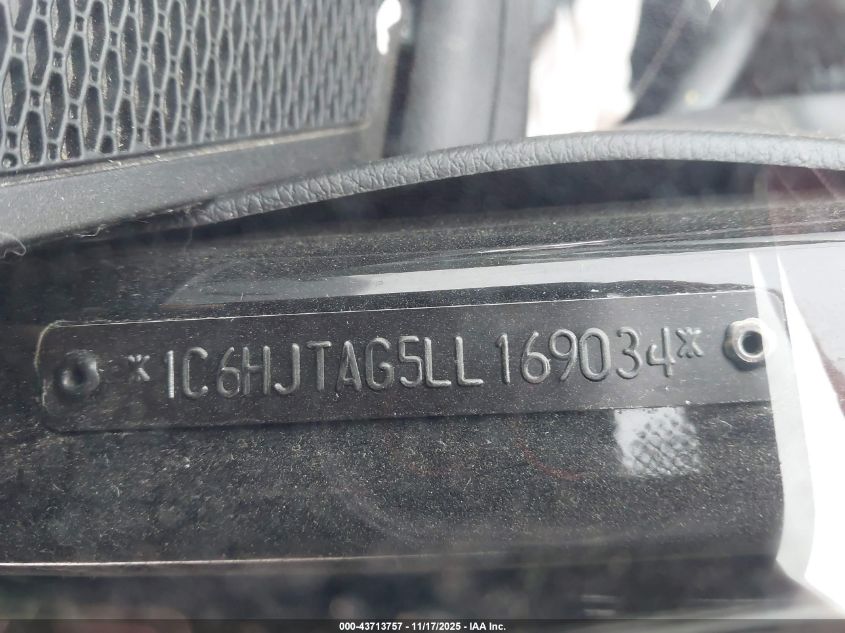 *1C6HJTAG5LL169034*
000-43713757 - 11/17/2025 - IAA Inc.